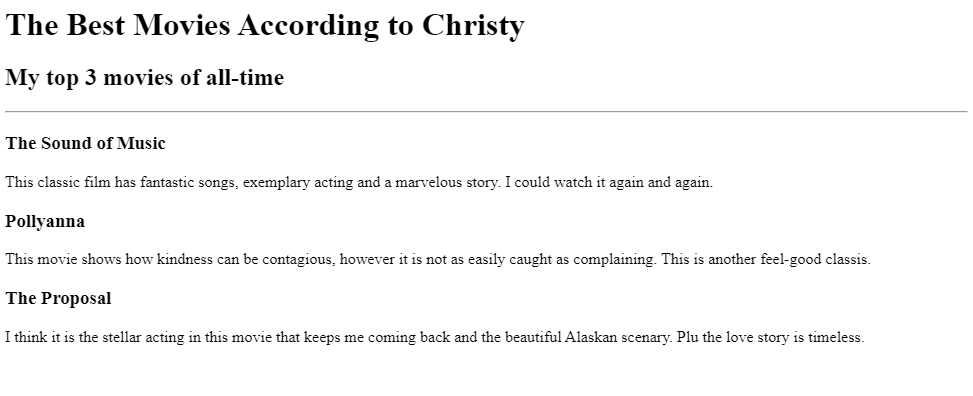 The Best Movies According to Christy
My top 3 movies of all-time
The Sound of Music
This classic film has fantastic songs, exemplary acting and a marvelous story. I could watch it again and again.
Pollyanna
This movie shows how kindness can be contagious, however it is not as easily caught as complaining. This is another feel-good classis.
The Proposal
I think it is the stellar acting in this movie that keeps me coming back and the beautiful Alaskan scenary. Plu the love story is timeless.